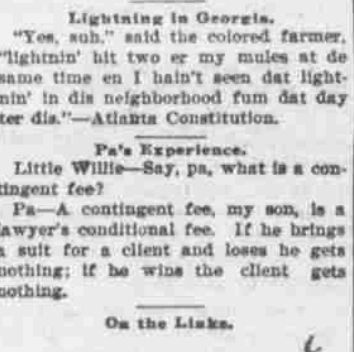 Lightning in Georgia.
"Yes, suh," said the colored farmer,
"lightnin' hit two er my mules at de
same time en I hain't seen dat light-
nin' in dis neighborhood fum dat day
ter dis."—Atlanta Constitution.
Pa's Experience.
Little Willie—Say, pa, what is a con-
tingent fee?
Pa—A contingent fee, my son, is a
lawyer's conditional fee. If he brings
a suit for a client and loses he gets
nothing; if he wins the client gets
nothing.
On the Links.